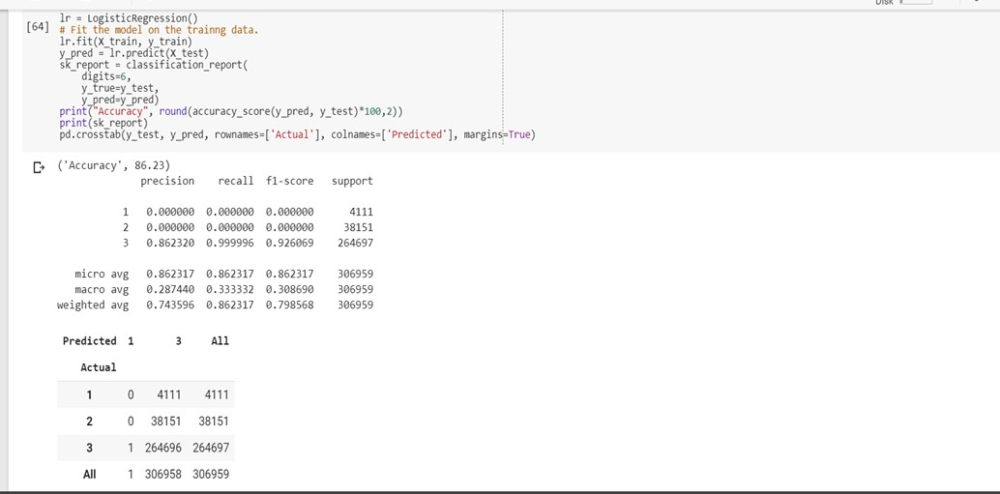 Disk
[64] lr = LogisticRegression()
# Fit the model on the trainng data.
lr.fit(X_train, y_train)
y_pred = lr.predict(X_test)
sk_report = classification_report(
digits=6,
y_true=y_test,
y_pred=y_pred)
print("Accuracy", round(accuracy_score(y_pred, y_test)*100,2))
print(sk_report)
pd.crosstab(y_test, y_pred, rownames=['Actual'], colnames=['Predicted'], margins=True)
('Accuracy', 86.23)
precision recall f1-score support
1 0.000000 0.000000 0.000000 4111
2 0.000000 0.000000 0.000000 38151
3 0.862320 0.999996 0.926069 264697
micro avg 0.862317 0.862317 0.862317 306959
macro avg 0.287440 0.333332 0.308690 306959
weighted avg 0.743596 0.862317 0.798568 306959
Predicted 1 3 All
Actual
1 0 4111 4111
2 0 38151 38151
3 1 264696 264697
All 1 306958 306959